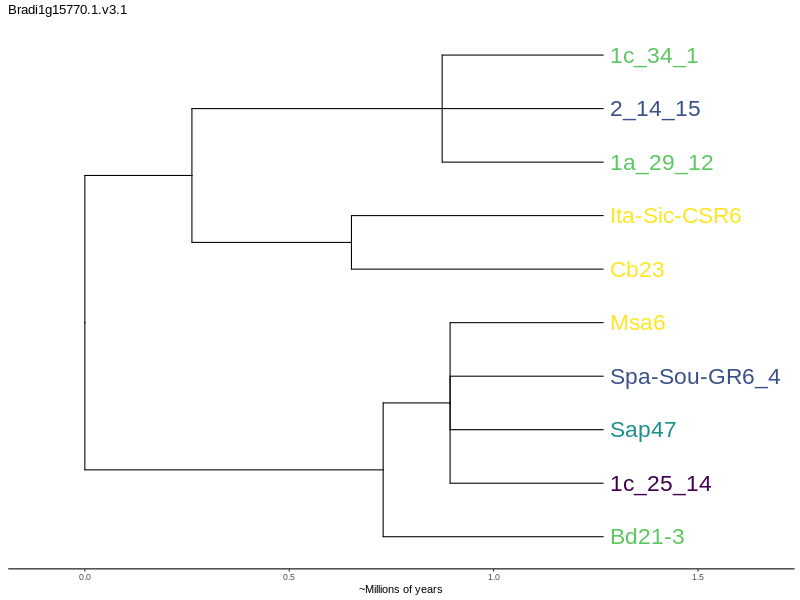 Bradi1g15770.1.v3.1
1c_34_1
2_14_15
1a_29_12
Ita-Sic-CSR6
Cb23
Msa6
Spa-Sou-GR6_4
Sap47
1c_25_14
Bd21-3
0.0 0.5 1.0 1.5
~Millions of years